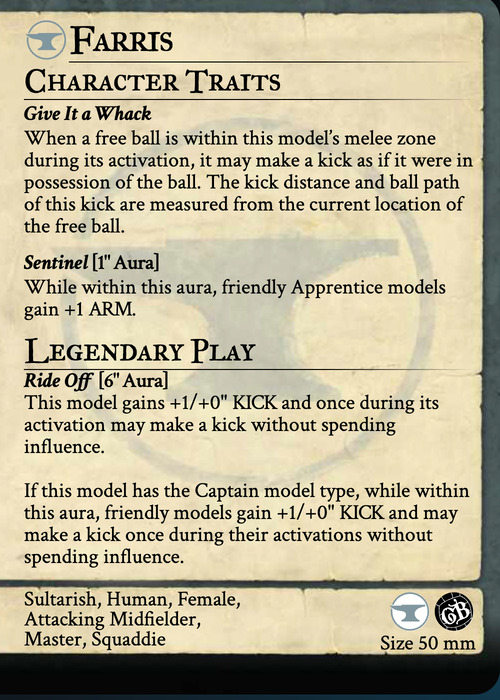 Farris
Character Traits
Give It a Whack
When a free ball is within this model's melee zone
during its activation, it may make a kick as if it were in
possession of the ball. The kick distance and ball path
of this kick are measured from the current location of
the free ball.
Sentinel [1" Aura]
While within this aura, friendly Apprentice models
gain +1 ARM.
Legendary Play
Ride Off [6" Aura]
This model gains +1/+0" KICK and once during its
activation may make a kick without spending
influence.
If this model has the Captain model type, while within
this aura, friendly models gain +1/+0" KICK and may
make a kick once during their activations without
spending influence.
Sultarish, Human, Female,
Attacking Midfielder,
Master, Squaddie
GB
Size 50 mm